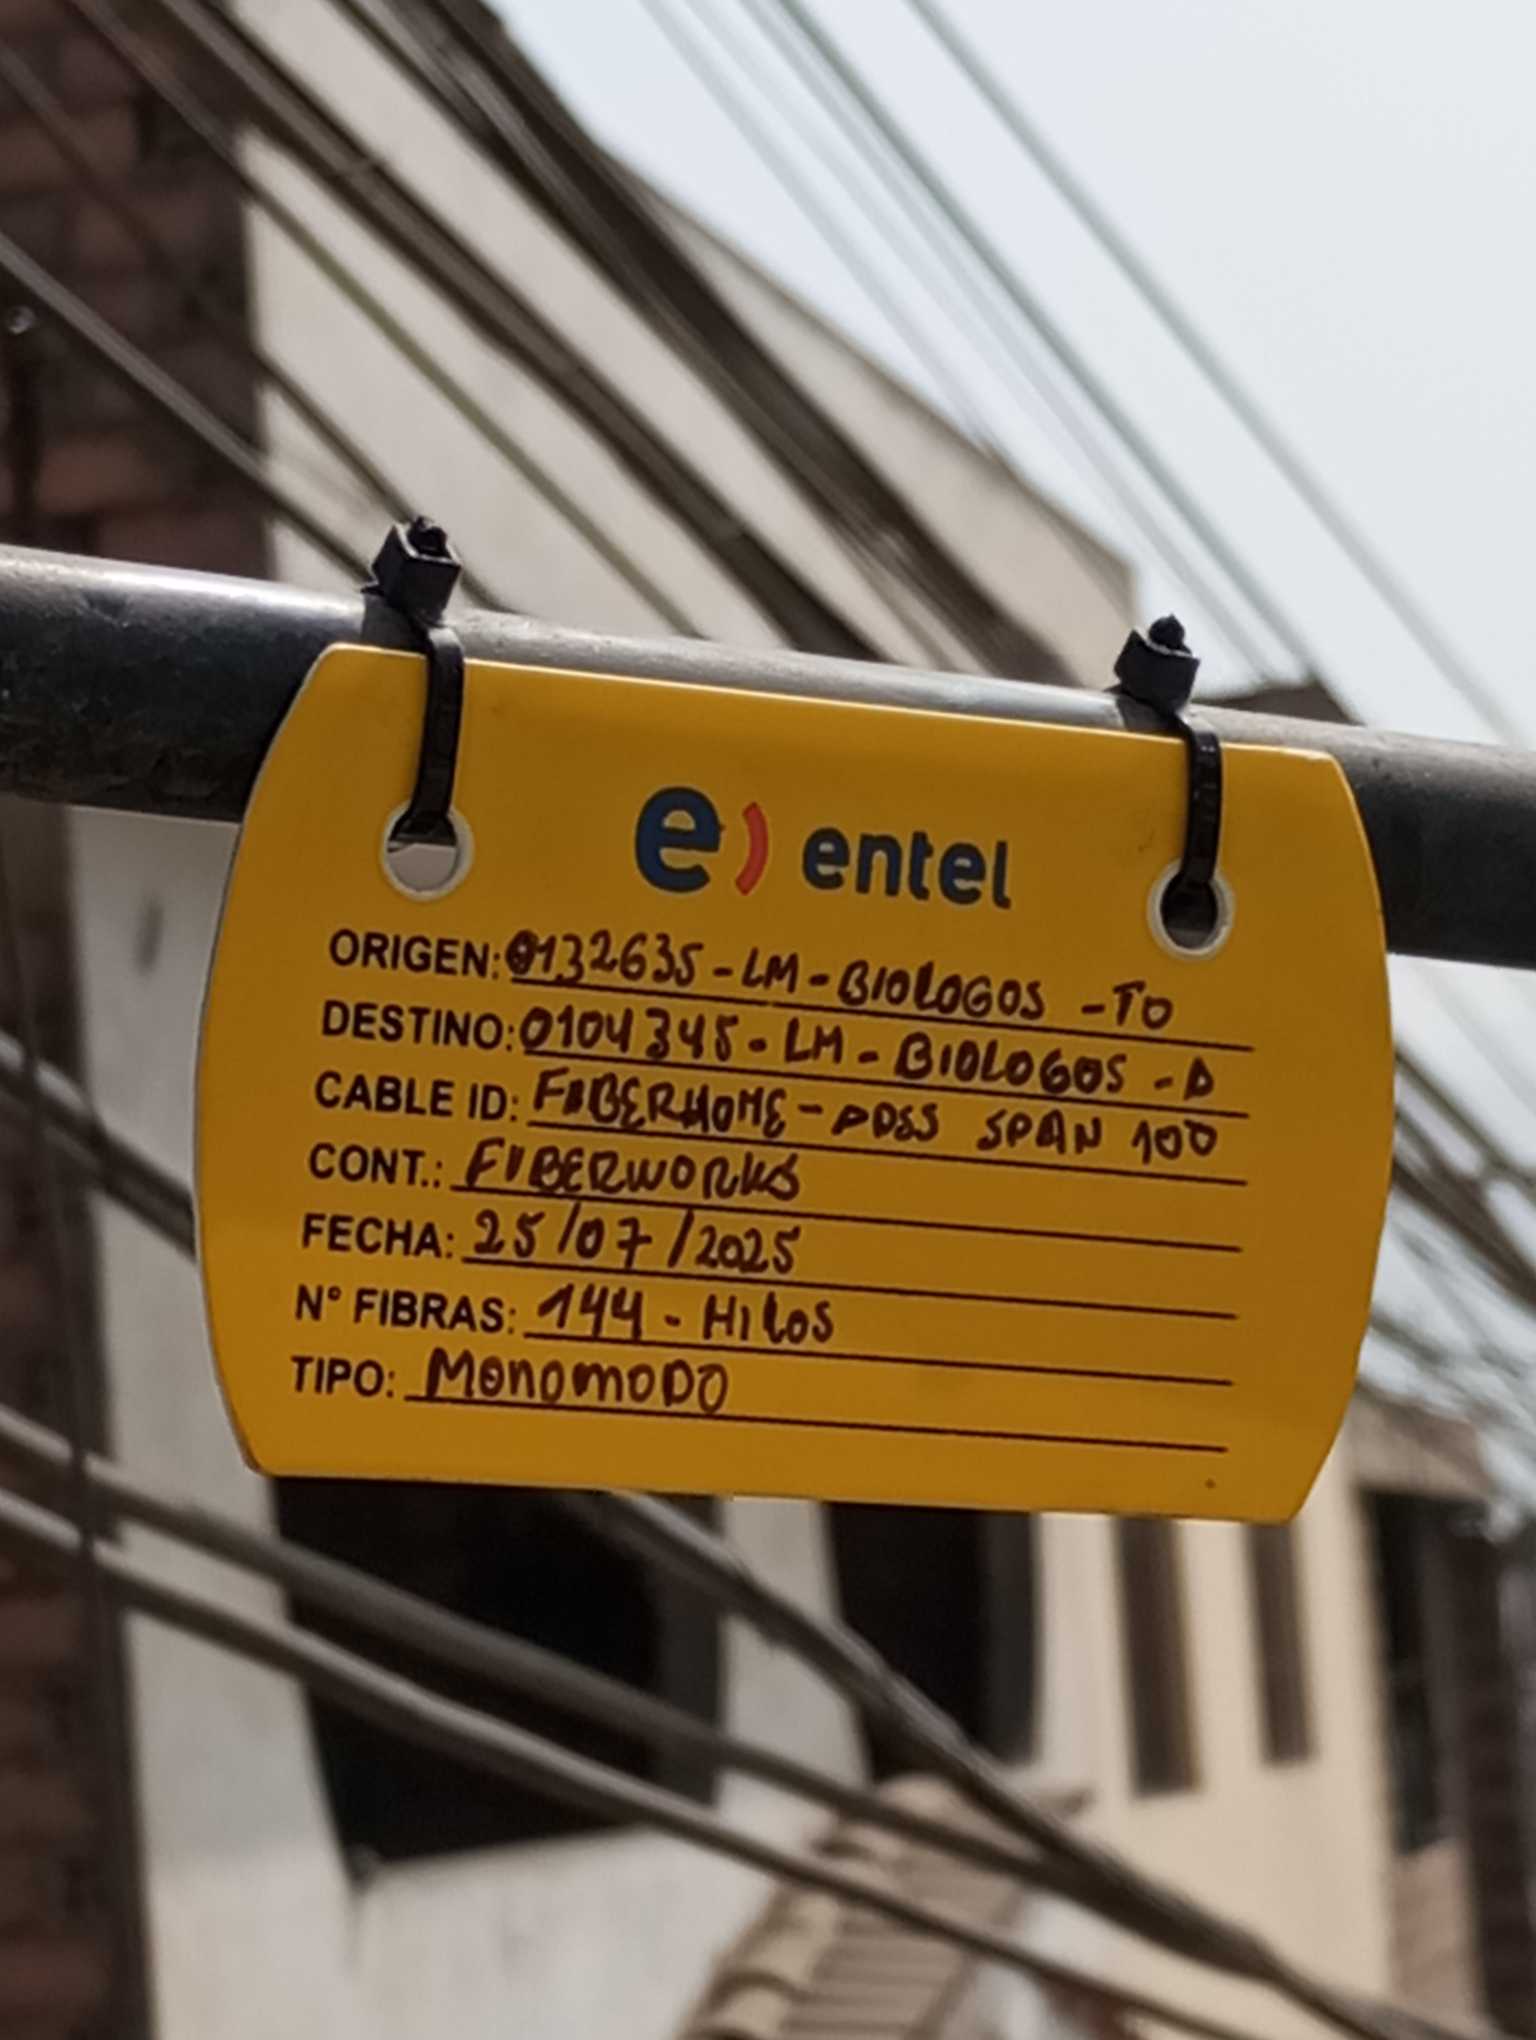 e) entel
ORIGEN: 0132635-LM-BIOLOGOS -TO
DESTINO: 0104345-LM-BIOLOGOS-D
CABLE ID: FIBERHOME-ADSS SPAN 100
CONT.: FIBERWORKS
FECHA: 25/07/2025
N° FIBRAS: 144-HILOS
TIPO: MONOMODO